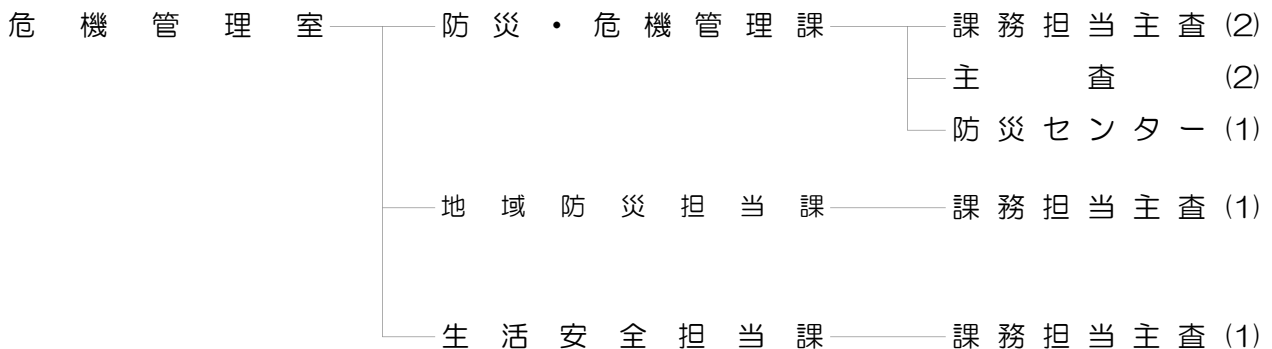 危機管理室 防災・危機管理課 課務担当主査(2)
主査(2)
防災センター(1)
地域防災担当課 課務担当主査(1)
生活安全担当課 課務担当主査(1)